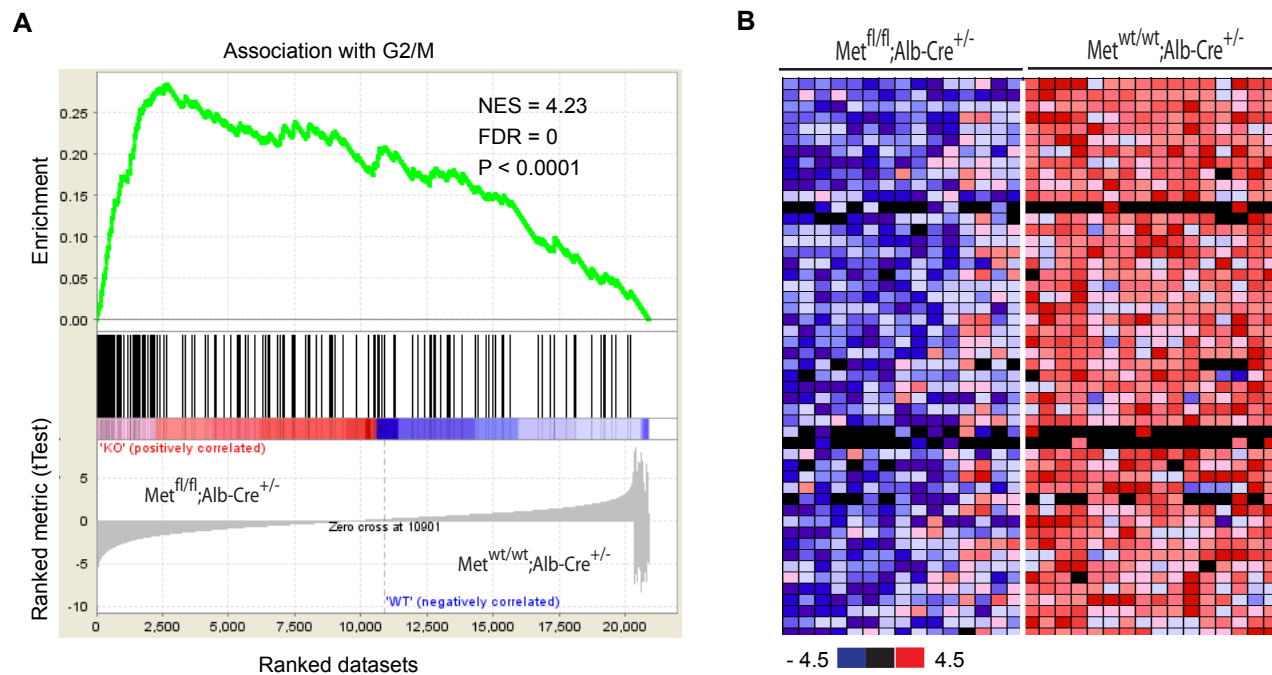 A
Association with G2/M
NES = 4.23
FDR = 0
P < 0.0001
Enrichment
0.25
0.20
0.15
0.10
0.05
0.00
'KO' (positively correlated)
Ranked metric (tTest)
5
0
-5
-10
Met^fl/fl;Alb-Cre^+/-
Zero cross at 10901
Met^wt/wt;Alb-Cre^+/-
'WT' (negatively correlated)
0 2,500 5,000 7,500 10,000 12,500 15,000 17,500 20,000
Ranked datasets
B
Met^fl/fl;Alb-Cre^+/- Met^wt/wt;Alb-Cre^+/-
- 4.5 4.5